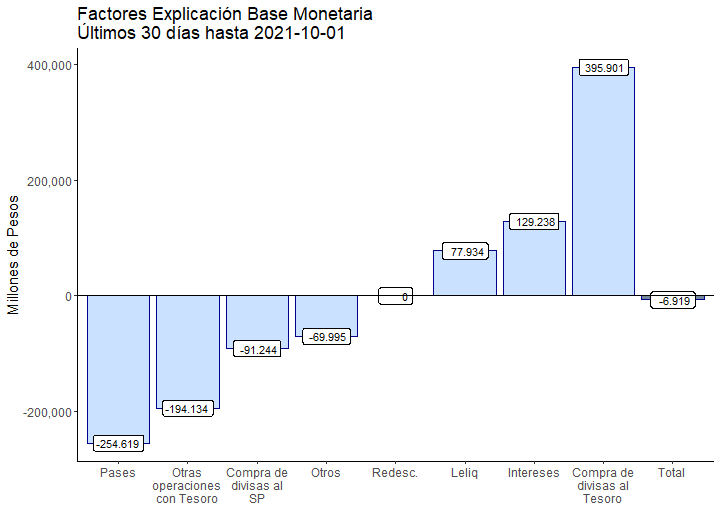 Factores Explicación Base Monetaria
Últimos 30 días hasta 2021-10-01
Millones de Pesos
400,000
200,000
0
-200,000
-254.619
-194.134
-91.244
-69.995
0
77.934
129.238
395.901
-6.919
Pases
Otras
operaciones
con Tesoro
Compra de
divisas al
SP
Otros
Redesc.
Leliq
Intereses
Compra de
divisas al
Tesoro
Total